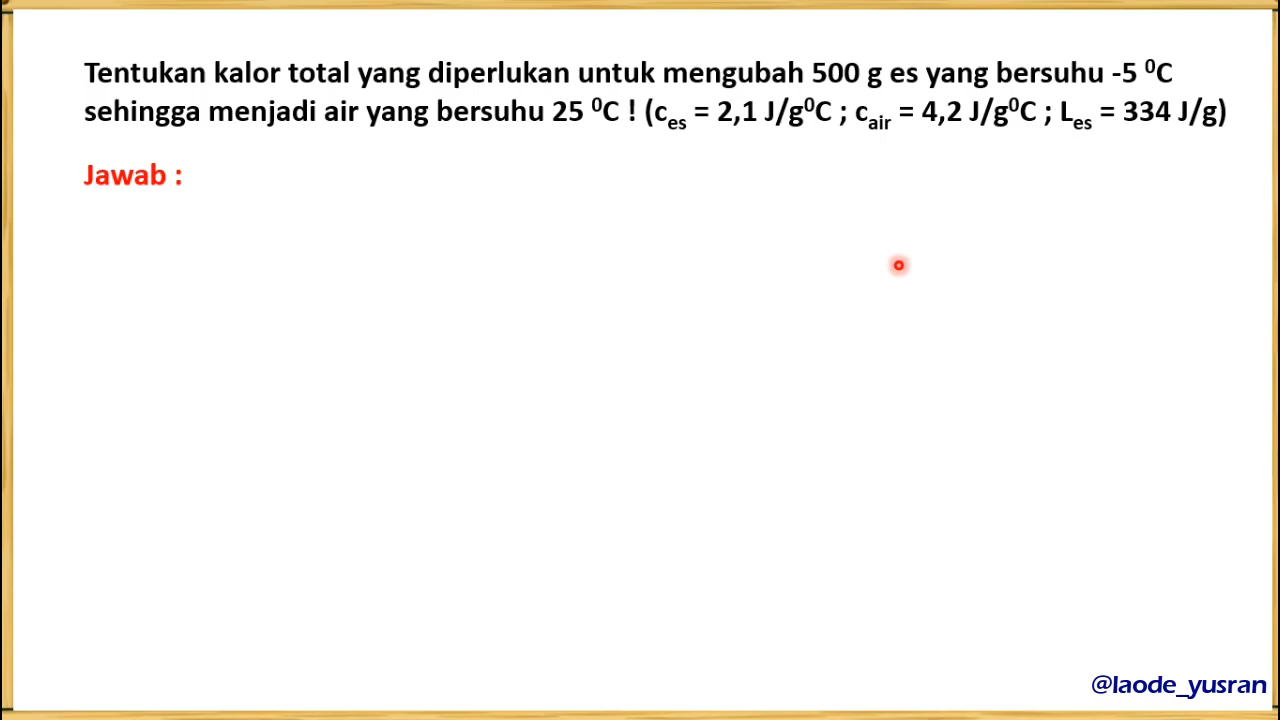 Tentukan kalor total yang diperlukan untuk mengubah 500 g es yang bersuhu -5 ⁰C
sehingga menjadi air yang bersuhu 25 ⁰C ! (cₑₛ = 2,1 J/g⁰C ; c_air = 4,2 J/g⁰C ; Lₑₛ = 334 J/g)
Jawab :
@laode_yusran